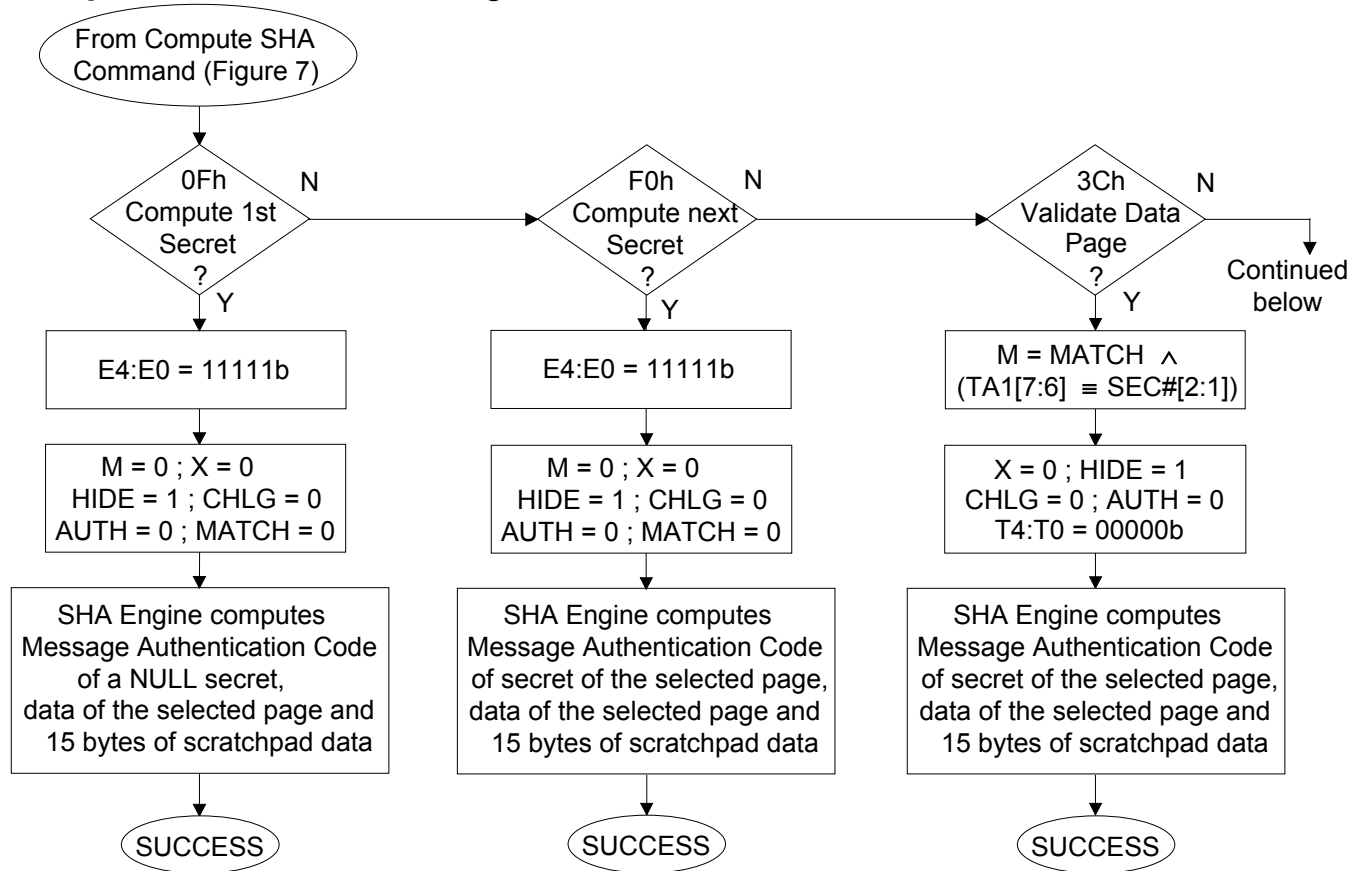 From Compute SHA
Command (Figure 7)
0Fh
Compute 1st
Secret
?
N
Y
F0h
Compute next
Secret
?
N
Y
3Ch
Validate Data
Page
?
N
Y
Continued
below
E4:E0 = 11111b
E4:E0 = 11111b
M = MATCH ∧
(TA1[7:6] ≡ SEC#[2:1])
M = 0 ; X = 0
HIDE = 1 ; CHLG = 0
AUTH = 0 ; MATCH = 0
M = 0 ; X = 0
HIDE = 1 ; CHLG = 0
AUTH = 0 ; MATCH = 0
X = 0 ; HIDE = 1
CHLG = 0 ; AUTH = 0
T4:T0 = 00000b
SHA Engine computes
Message Authentication Code
of a NULL secret,
data of the selected page and
15 bytes of scratchpad data
SHA Engine computes
Message Authentication Code
of secret of the selected page,
data of the selected page and
15 bytes of scratchpad data
SHA Engine computes
Message Authentication Code
of secret of the selected page,
data of the selected page and
15 bytes of scratchpad data
SUCCESS
SUCCESS
SUCCESS